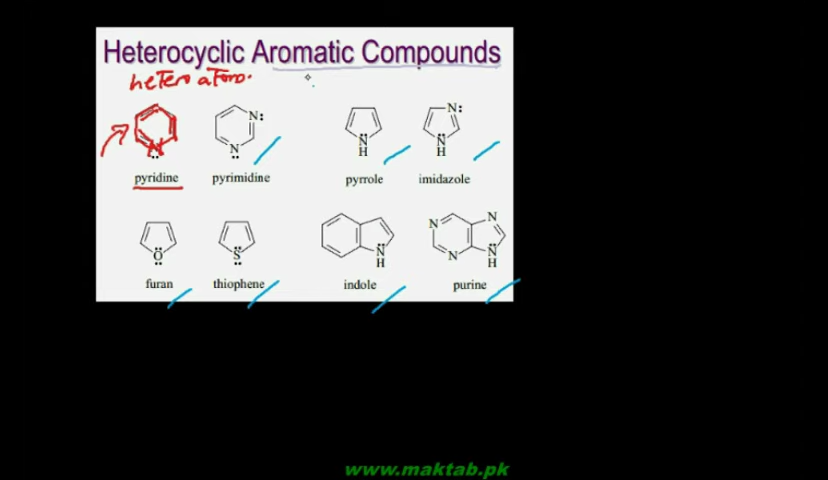 Heterocyclic Aromatic Compounds
hetero atom.
N:
N:
N
N
N
H
N
H
pyridine
pyrimidine
pyrrole
imidazole
N
N
O
S
N
H
N
N
H
furan
thiophene
indole
purine
www.maktab.pk